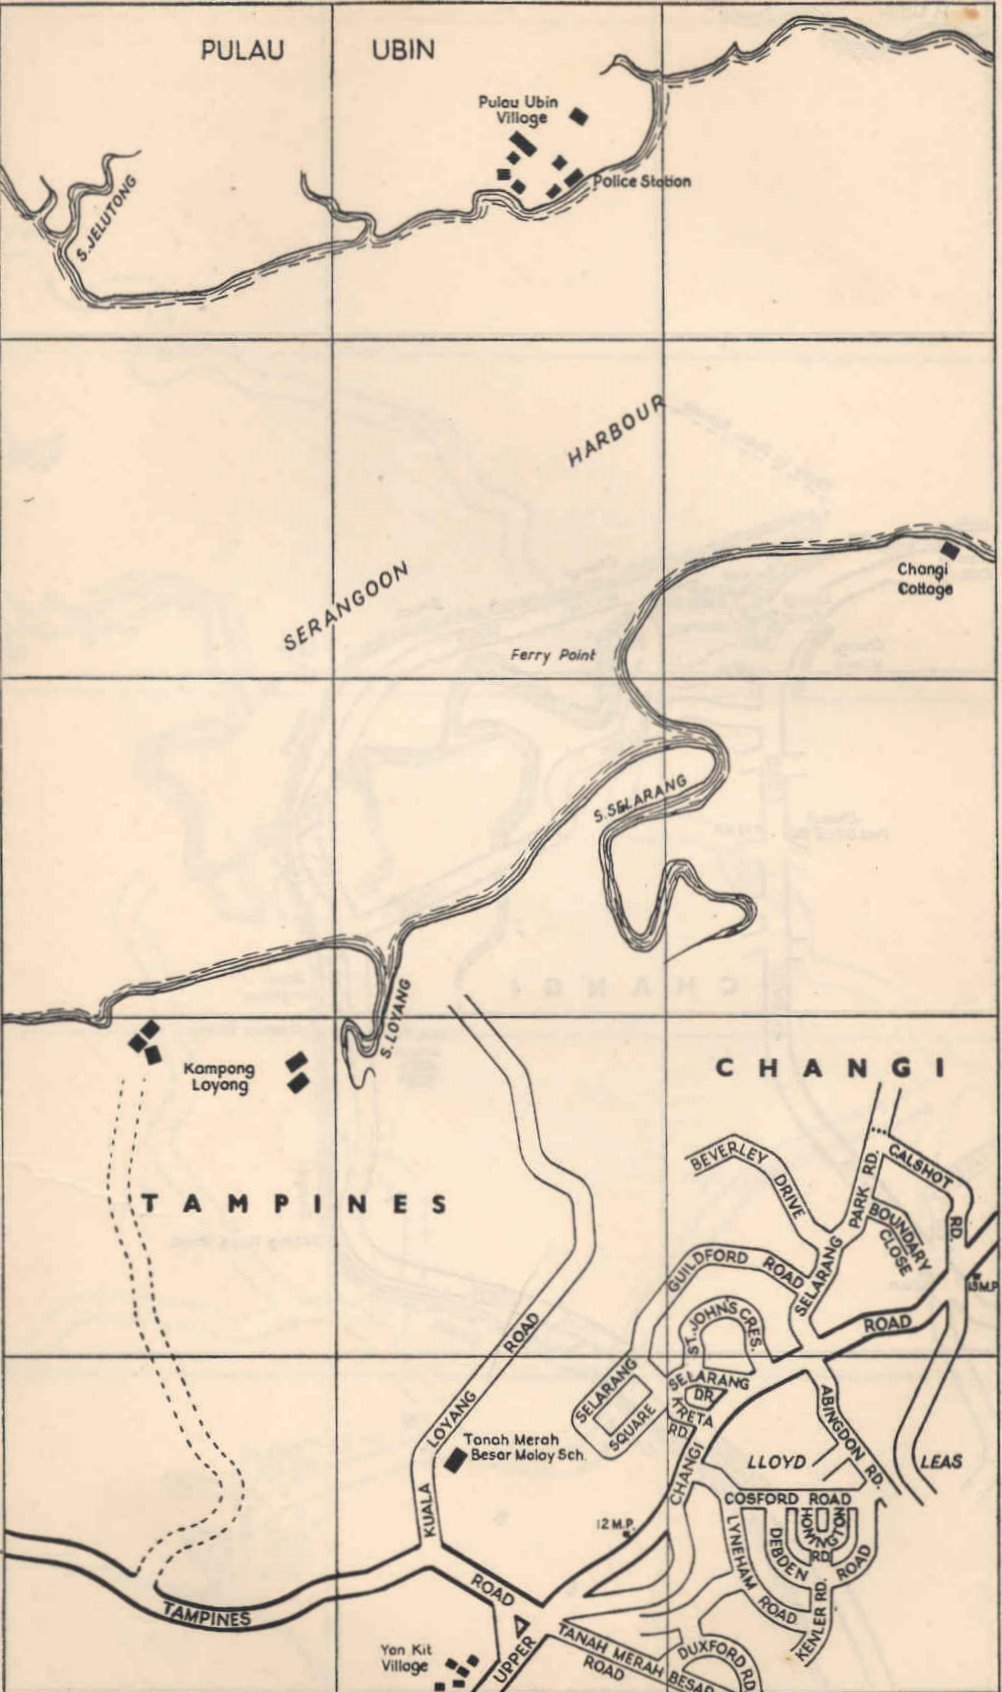 PULAU UBIN
Pulau Ubin
Village
Police Station
S. JELUTONG
HARBOUR
SERANGOON
Changi
Cottage
Ferry Point
S. SELARANG
S. LOYANG
Kampong
Loyang
CHANGI
TAMPINES
BEVERLEY DRIVE
PARK RD.
CALSHOT RD.
BOUNDARY
CLOSE
GUILDFORD ROAD
SELARANG
13 M.P.
ST. JOHN'S CRES.
ROAD
KUALA LOYANG ROAD
SELARANG
SQUARE
SELARANG
DR.
KRETA
RD.
CHANGI
ABINGDON RD.
LLOYD LEAS
Tanah Merah
Besar Malay Sch.
COSFORD ROAD
HONINGTON
RD.
DEBDEN ROAD
LYNEHAM ROAD
KENLER RD.
12 M.P.
TAMPINES ROAD
UPPER
TANAH MERAH BESAR
ROAD
DUXFORD RD.
Yan Kit
Village